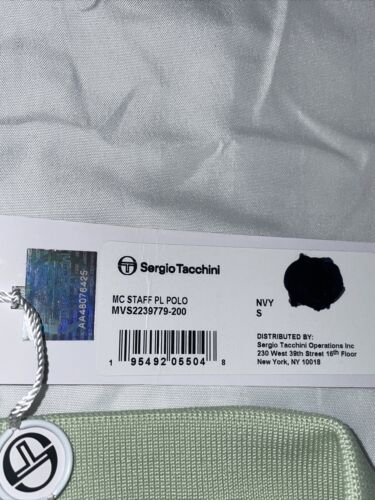 AA48076425
Sergio Tacchini
MC STAFF PL POLO
MVS2239779-200
NVY
S
1 95492 05504 8
DISTRIBUTED BY:
Sergio Tacchini Operations Inc
230 West 39th Street 16th Floor
New York, NY 10018